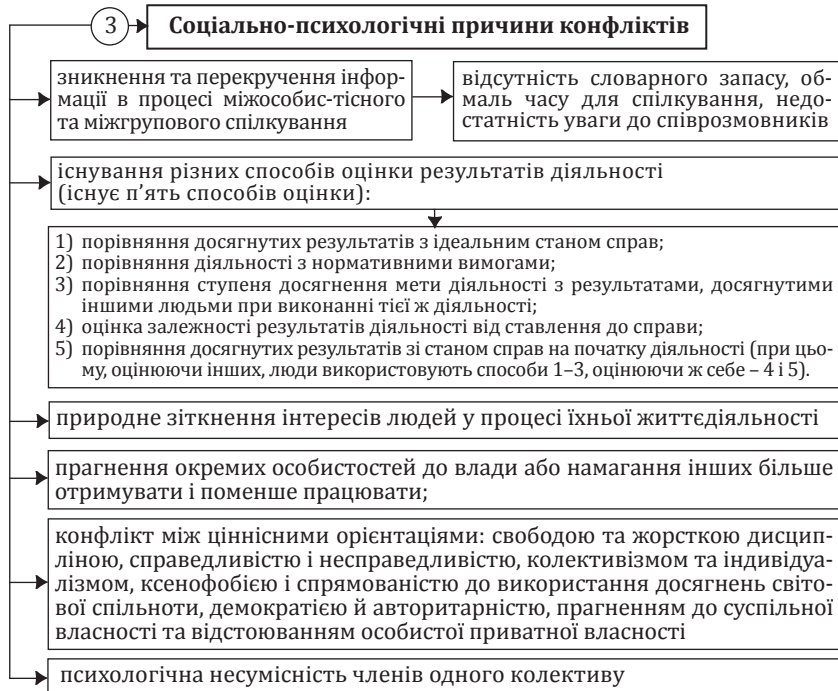 3
Соціально-психологічні причини конфліктів
зникнення та перекручення інфор-
мації в процесі міжособис-тісного
та міжгрупового спілкування
відсутність словарного запасу, об-
маль часу для спілкування, недо-
статність уваги до співрозмовників
існування різних способів оцінки результатів діяльності
(існує п’ять способів оцінки):
1) порівняння досягнутих результатів з ідеальним станом справ;
2) порівняння діяльності з нормативними вимогами;
3) порівняння ступеня досягнення мети діяльності з результатами, досягнутими
іншими людьми при виконанні тієї ж діяльності;
4) оцінка залежності результатів діяльності від ставлення до справи;
5) порівняння досягнутих результатів зі станом справ на початку діяльності (при цьо-
му, оцінюючи інших, люди використовують способи 1–3, оцінюючи ж себе – 4 і 5).
природне зіткнення інтересів людей у процесі їхньої життєдіяльності
прагнення окремих особистостей до влади або намагання інших більше
отримувати і поменше працювати;
конфлікт між ціннісними орієнтаціями: свободою та жорсткою дисцип-
ліною, справедливістю і несправедливістю, колективізмом та індивідуа-
лізмом, ксенофобією і спрямованістю до використання досягнень світо-
вої спільноти, демократією й авторитарністю, прагненням до суспільної
власності та відстоюванням особистої приватної власності
психологічна несумісність членів одного колективу